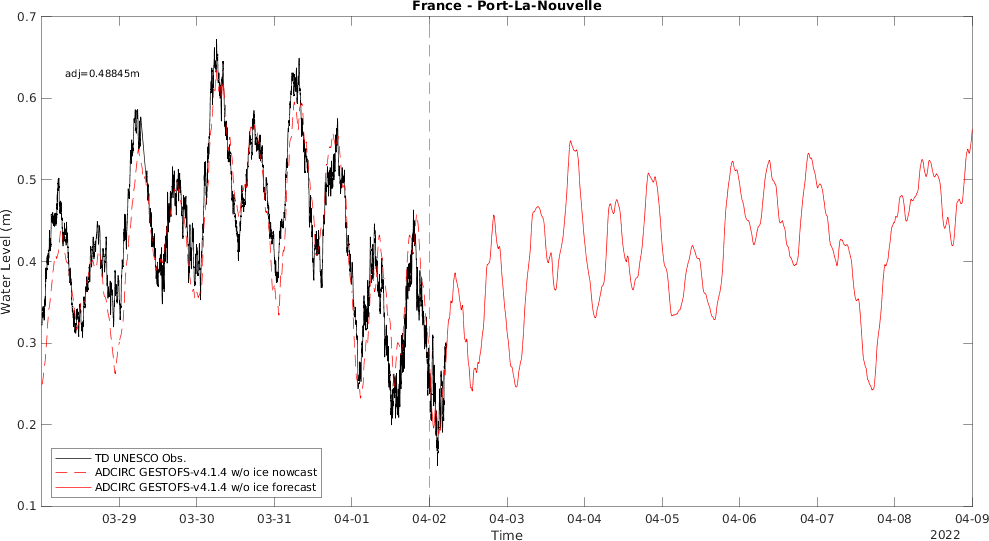 France - Port-La-Nouvelle
0.7
0.6
0.5
0.4
0.3
0.2
0.1
Water Level (m)
adj=0.48845m
TD UNESCO Obs.
ADCIRC GESTOFS-v4.1.4 w/o ice nowcast
ADCIRC GESTOFS-v4.1.4 w/o ice forecast
03-29 03-30 03-31 04-01 04-02 04-03 04-04 04-05 04-06 04-07 04-08 04-09
Time
2022